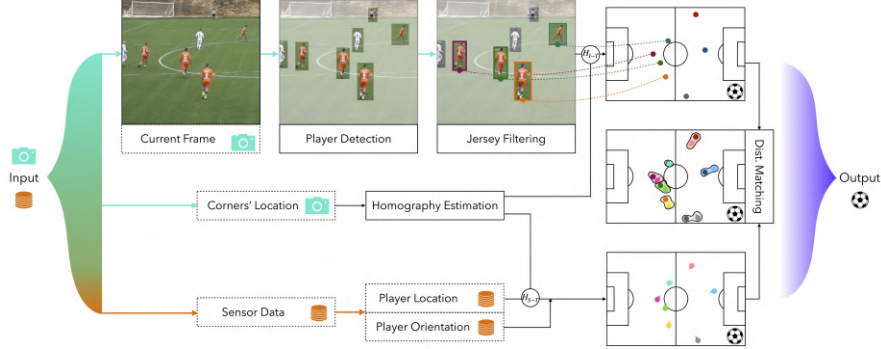 Current Frame
Player Detection
Jersey Filtering
Input
Corners' Location
Homography Estimation
Sensor Data
Player Location
Player Orientation
Dist. Matching
Output